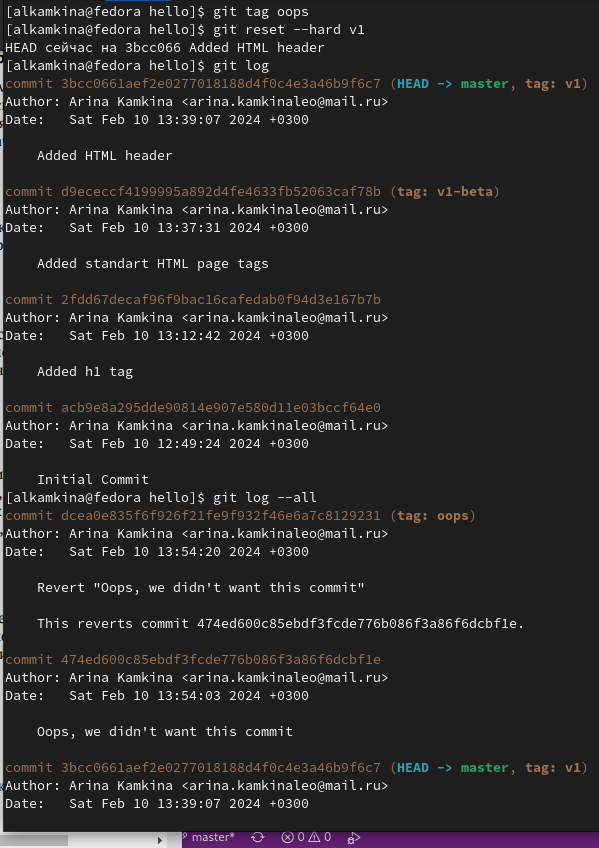 [alkamkina@fedora hello]$ git tag oops
[alkamkina@fedora hello]$ git reset --hard v1
HEAD сейчас на 3bcc066 Added HTML header
[alkamkina@fedora hello]$ git log
commit 3bcc0661aef2e0277018188d4f0c4e3a46b9f6c7 (HEAD -> master, tag: v1)
Author: Arina Kamkina <arina.kamkinaleo@mail.ru>
Date:   Sat Feb 10 13:39:07 2024 +0300
Added HTML header
commit d9ececcf4199995a892d4fe4633fb52063caf78b (tag: v1-beta)
Author: Arina Kamkina <arina.kamkinaleo@mail.ru>
Date:   Sat Feb 10 13:37:31 2024 +0300
Added standart HTML page tags
commit 2fdd67decaf96f9bac16cafedab0f94d3e167b7b
Author: Arina Kamkina <arina.kamkinaleo@mail.ru>
Date:   Sat Feb 10 13:12:42 2024 +0300
Added h1 tag
commit acb9e8a295dde90814e907e580d11e03bccf64e0
Author: Arina Kamkina <arina.kamkinaleo@mail.ru>
Date:   Sat Feb 10 12:49:24 2024 +0300
Initial Commit
[alkamkina@fedora hello]$ git log --all
commit dcea0e835f6f926f21fe9f932f46e6a7c8129231 (tag: oops)
Author: Arina Kamkina <arina.kamkinaleo@mail.ru>
Date:   Sat Feb 10 13:54:20 2024 +0300
Revert "Oops, we didn't want this commit"
This reverts commit 474ed600c85ebdf3fcde776b086f3a86f6dcbf1e.
commit 474ed600c85ebdf3fcde776b086f3a86f6dcbf1e
Author: Arina Kamkina <arina.kamkinaleo@mail.ru>
Date:   Sat Feb 10 13:54:03 2024 +0300
Oops, we didn't want this commit
commit 3bcc0661aef2e0277018188d4f0c4e3a46b9f6c7 (HEAD -> master, tag: v1)
Author: Arina Kamkina <arina.kamkinaleo@mail.ru>
Date:   Sat Feb 10 13:39:07 2024 +0300
master* 0 0